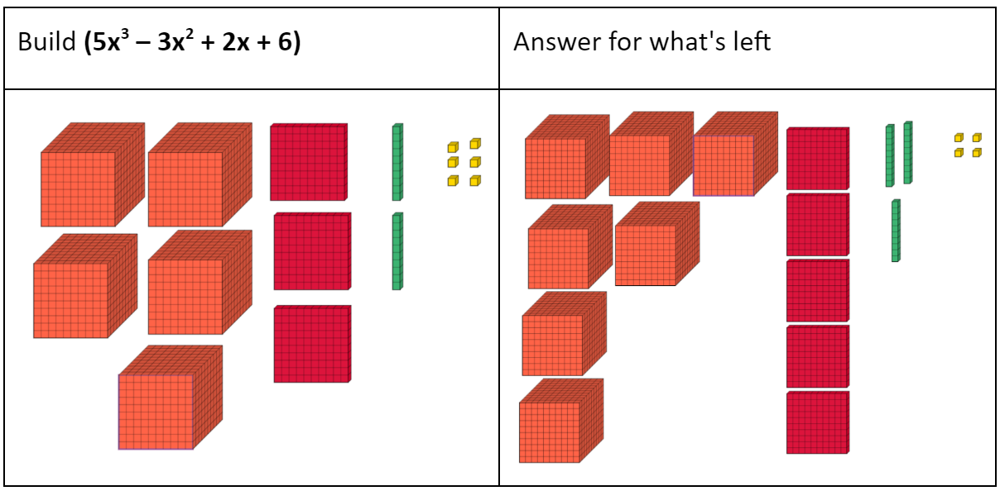 Build (5x³ – 3x² + 2x + 6)
Answer for what's left